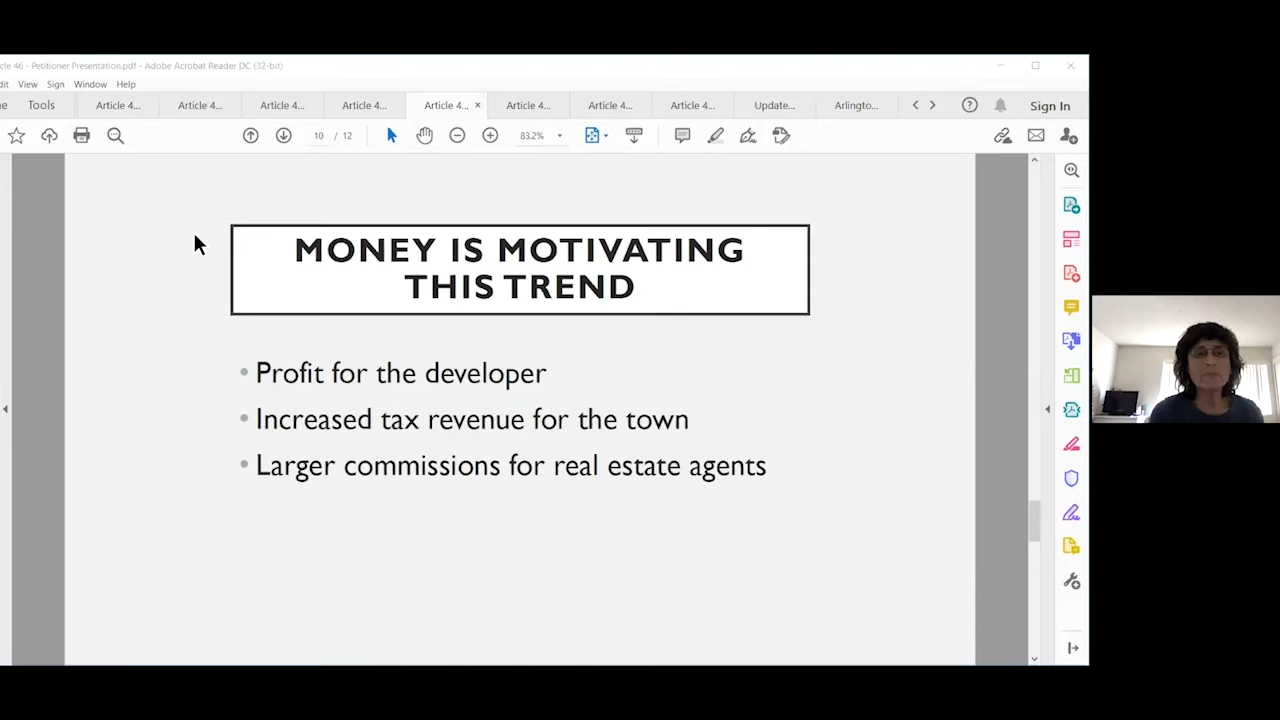 cle 46 - Petitioner Presentation.pdf - Adobe Acrobat Reader DC (32-bit)
dit View Sign Window Help
ne Tools Article 4... Article 4... Article 4... Article 4... Article 4... × Article 4... Article 4... Article 4... Update... Arlingto... Sign In
10 / 12 83.2%
MONEY IS MOTIVATING
THIS TREND
• Profit for the developer
• Increased tax revenue for the town
• Larger commissions for real estate agents